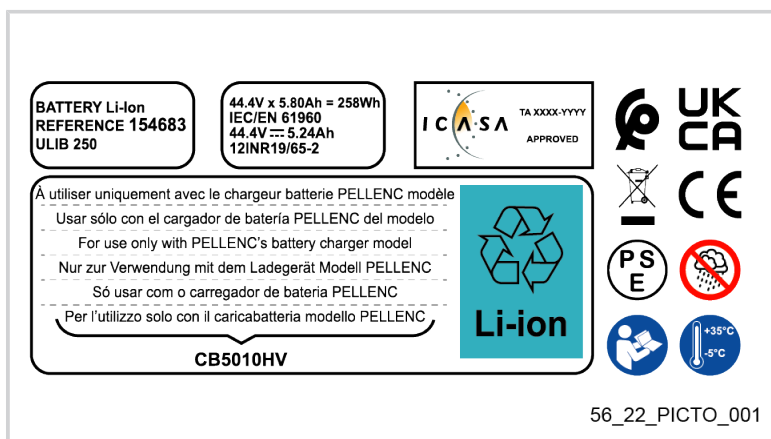 BATTERY Li-Ion
REFERENCE 154683
ULIB 250
44.4V x 5.80Ah = 258Wh
IEC/EN 61960
44.4V⎓5.24Ah
12INR19/65-2
ICASA
TA XXXX-YYYY
APPROVED
UK
CA
CE
À utiliser uniquement avec le chargeur batterie PELLENC modèle
Usar sólo con el cargador de batería PELLENC del modelo
For use only with PELLENC's battery charger model
Nur zur Verwendung mit dem Ladegerät Modell PELLENC
Só usar com o carregador de bateria PELLENC
Per l'utilizzo solo con il caricabatteria modello PELLENC
CB5010HV
Li-ion
PS
E
+35°C
-5°C
56_22_PICTO_001